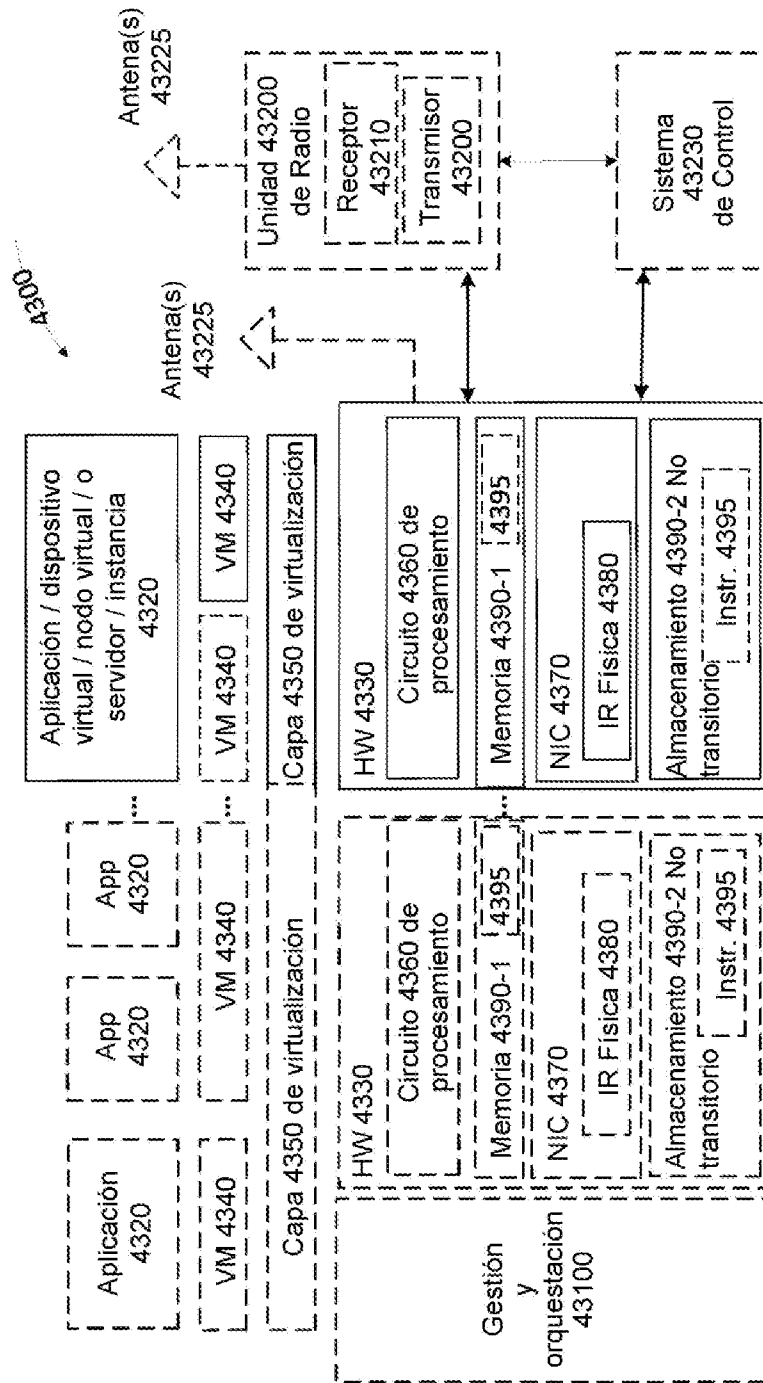 4300
Aplicación
4320
App
4320
App
4320
...
Aplicación / dispositivo
virtual / nodo virtual / o
servidor / instancia
4320
VM 4340
VM 4340
...
VM 4340
VM 4340
Capa 4350 de virtualización
Capa 4350 de virtualización
Gestión
y
orquestación
43100
HW 4330
Circuito 4360 de
procesamiento
Memoria 4390-1
4395
NIC 4370
IR Física 4380
Almacenamiento 4390-2 No
transitorio
Instr. 4395
...
HW 4330
Circuito 4360 de
procesamiento
Memoria 4390-1
4395
NIC 4370
IR Física 4380
Almacenamiento 4390-2 No
transitorio
Instr. 4395
Antena(s)
43225
Antena(s)
43225
Unidad 43200
de Radio
Receptor
43210
Transmisor
43200
Sistema
43230
de Control